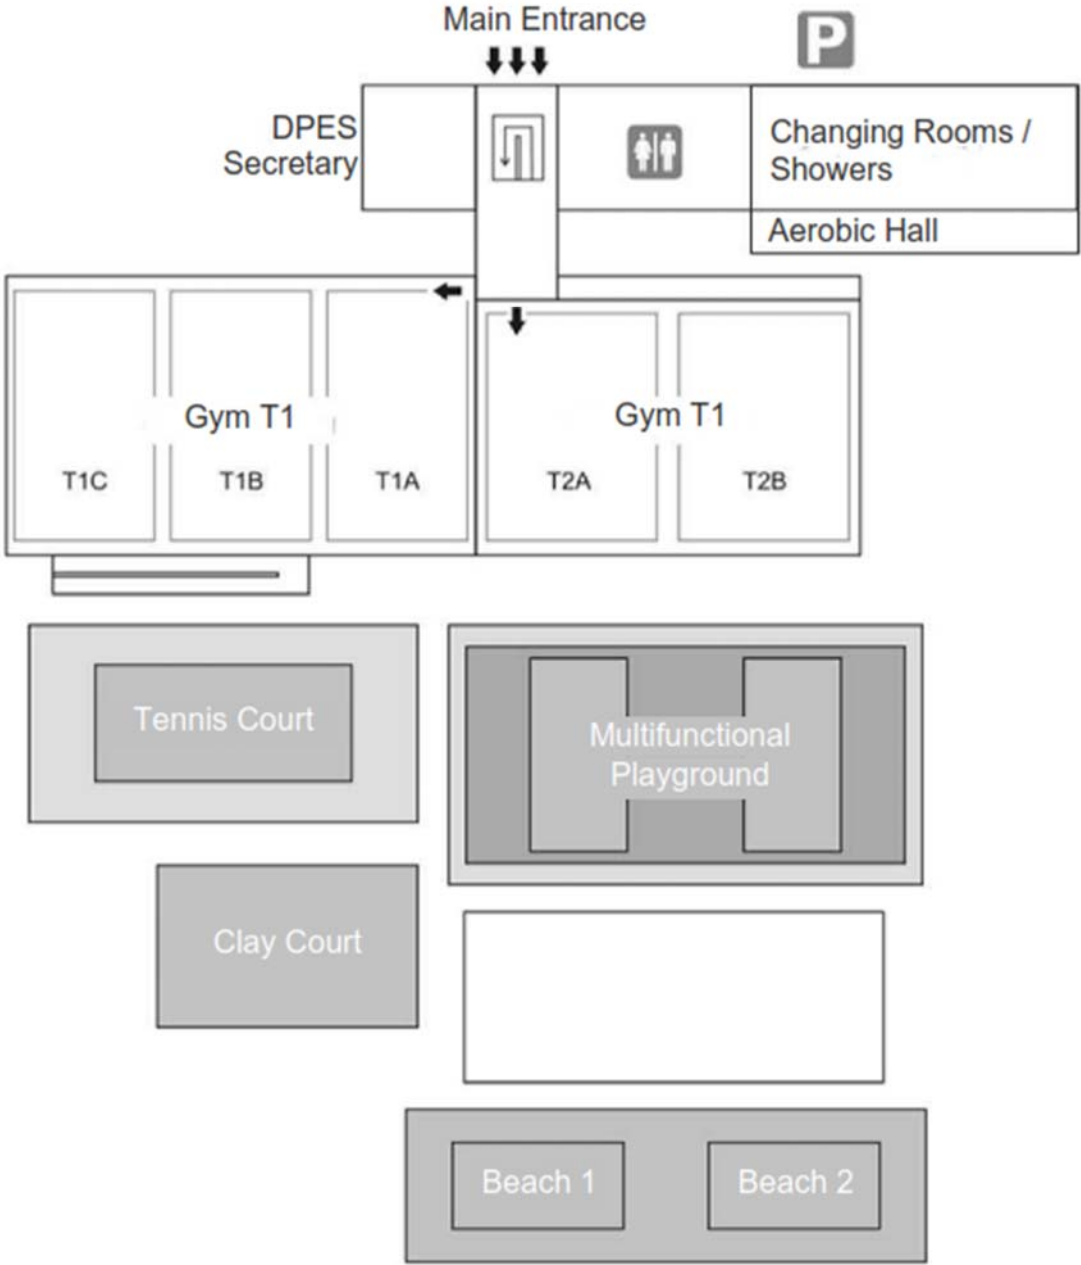 Main Entrance
P
DPES
Secretary
Changing Rooms /
Showers
Aerobic Hall
Gym T1
Gym T1
T1C
T1B
T1A
T2A
T2B
Tennis Court
Multifunctional
Playground
Clay Court
Beach 1
Beach 2